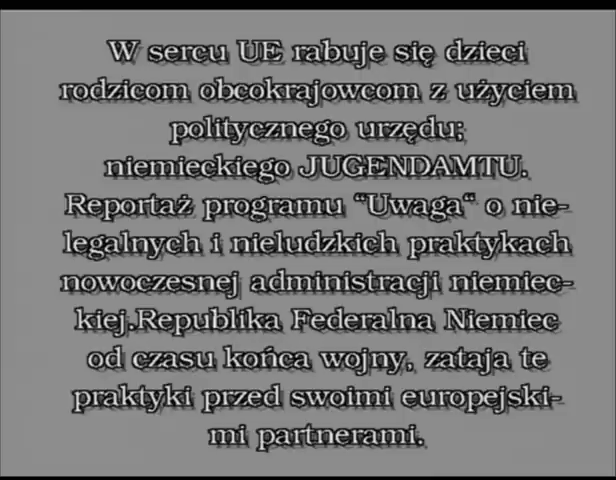 W sercu UE rabuje się dzieci
rodzicom obcokrajowcom z użyciem
politycznego urzędu;
niemieckiego JUGENDAMTU.
Reportaż programu "Uwaga" o nie-
legalnych i nieludzkich praktykach
nowoczesnej administracji niemiec-
kiej.Republika Federalna Niemiec
od czasu końca wojny, zataja te
praktyki przed swoimi europejski-
mi partnerami.